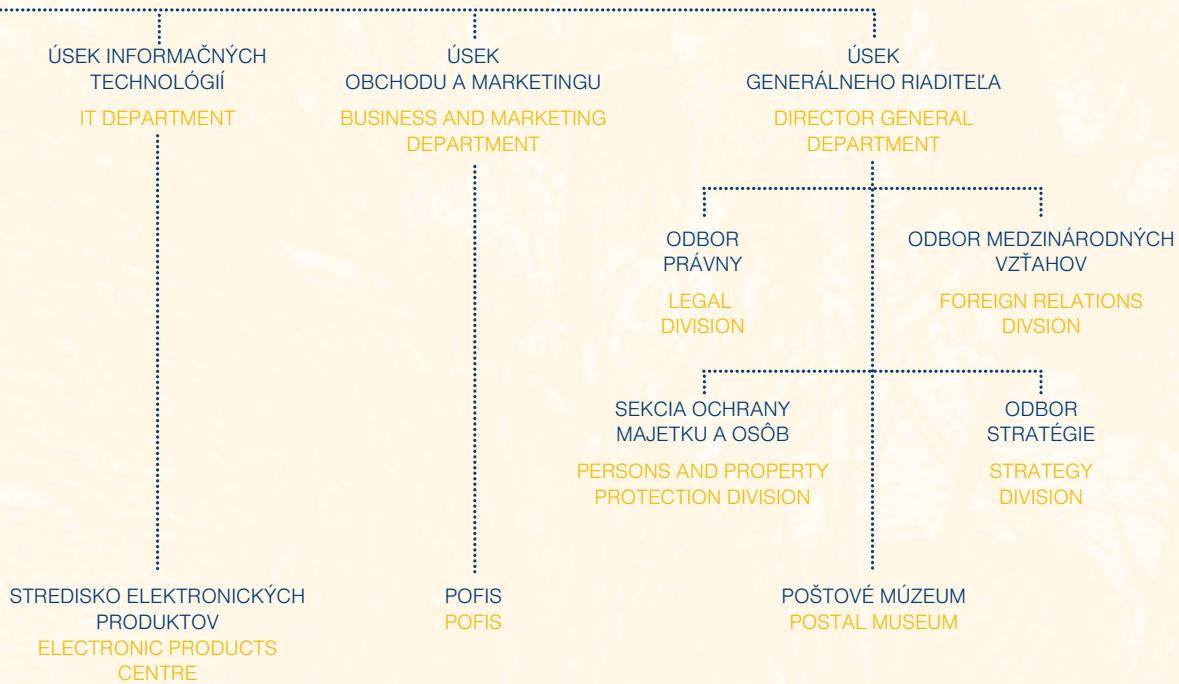 ÚSEK INFORMAČNÝCH
TECHNOLÓGIÍ
IT DEPARTMENT
ÚSEK
OBCHODU A MARKETINGU
BUSINESS AND MARKETING
DEPARTMENT
ÚSEK
GENERÁLNEHO RIADITEĽA
DIRECTOR GENERAL
DEPARTMENT
ODBOR
PRÁVNY
LEGAL
DIVISION
ODBOR MEDZINÁRODNÝCH
VZŤAHOV
FOREIGN RELATIONS
DIVSION
SEKCIA OCHRANY
MAJETKU A OSÔB
PERSONS AND PROPERTY
PROTECTION DIVISION
ODBOR
STRATÉGIE
STRATEGY
DIVISION
STREDISKO ELEKTRONICKÝCH
PRODUKTOV
ELECTRONIC PRODUCTS
CENTRE
POFIS
POFIS
POŠTOVÉ MÚZEUM
POSTAL MUSEUM